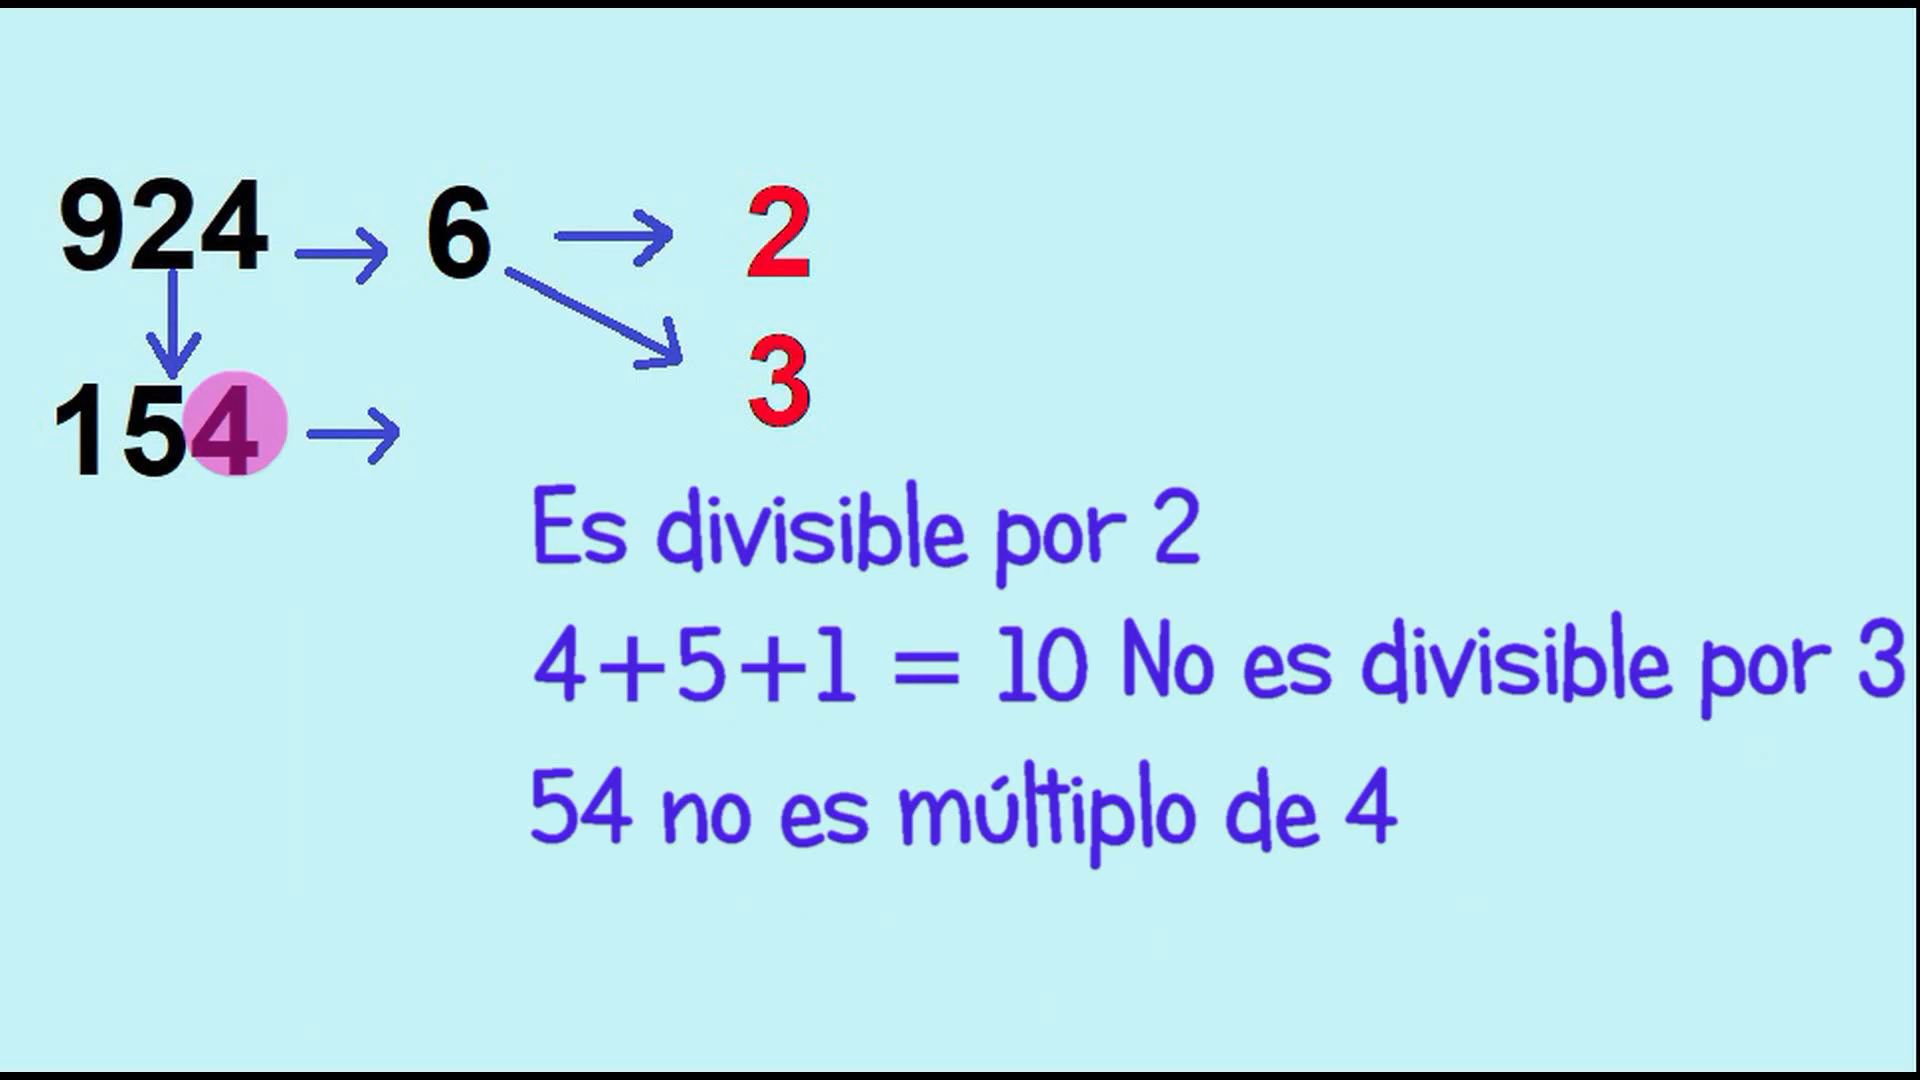 924 → 6 → 2
3
154 →
Es divisible por 2
4+5+1 = 10 No es divisible por 3
54 no es múltiplo de 4